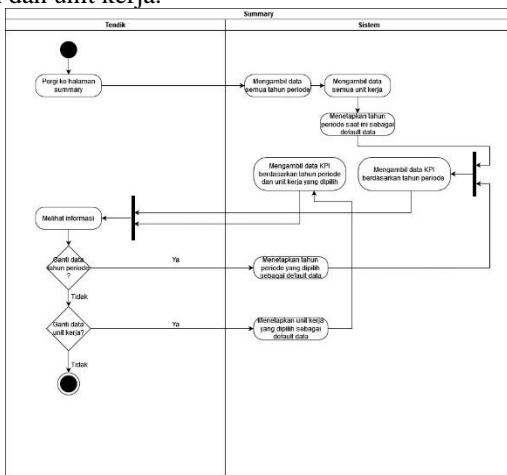 dan unit kerja.
Summary
Tendik
Sistem
Pergi ke halaman
summary
Mengambil data
semua tahun periode
Mengambil data
semua unit kerja
Menetapkan tahun
periode saat ini sebagai
default data
Mengambil data KPI
berdasarkan tahun periode
dan unit kerja yang dipilih
Mengambil data KPI
berdasarkan tahun periode
Melihat informasi
Ganti data
tahun periode
?
Ya
Menetapkan tahun
periode yang dipilih
sebagai default data
Tidak
Ganti data
unit kerja?
Ya
Menetapkan unit kerja
yang dipilih sebagai
default data
Tidak